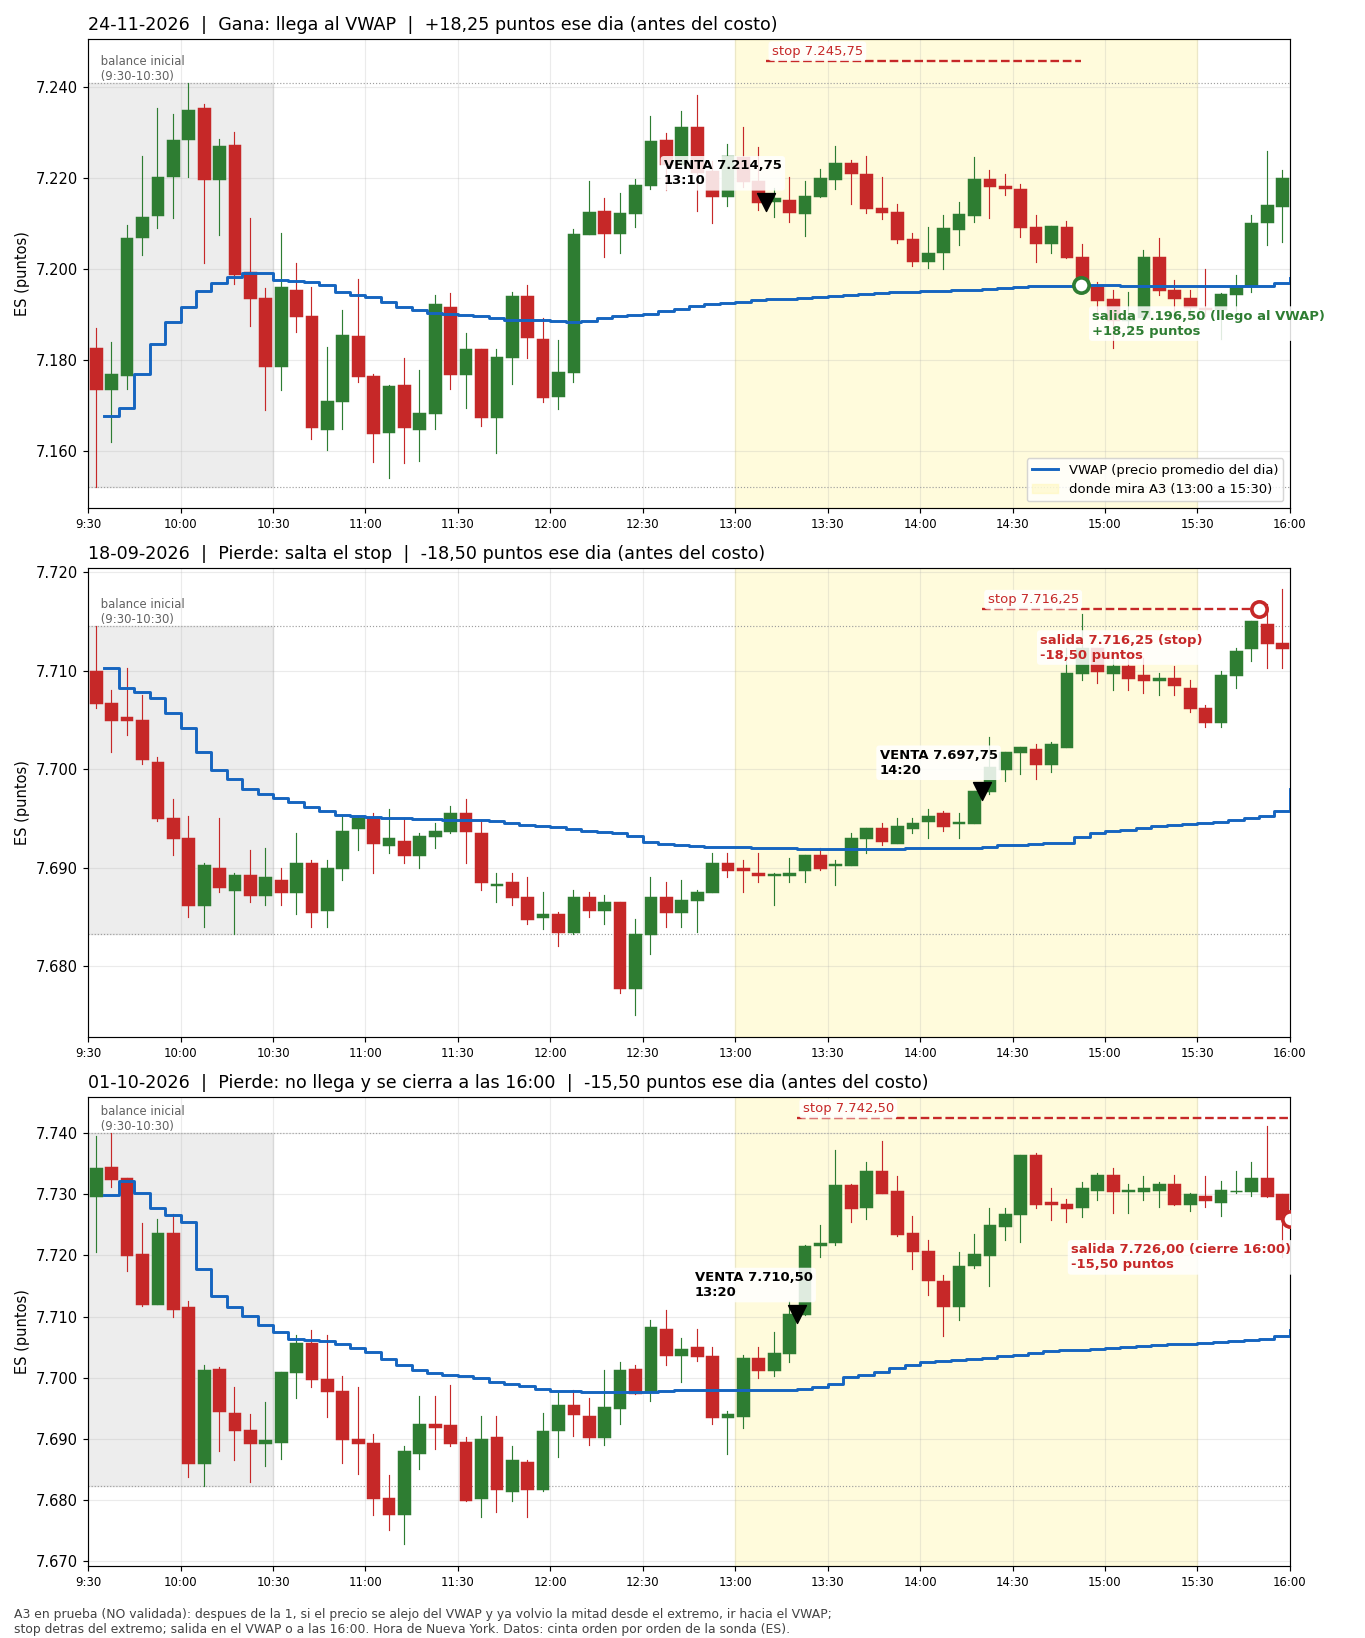 24-11-2026 | Gana: llega al VWAP | +18,25 puntos ese dia (antes del costo)
balance inicial
(9:30-10:30)
stop 7.245,75
VENTA 7.214,75
13:10
salida 7.196,50 (llego al VWAP)
+18,25 puntos
ES (puntos)
7.240
7.220
7.200
7.180
7.160
VWAP (precio promedio del dia)
donde mira A3 (13:00 a 15:30)
9:30 10:00 10:30 11:00 11:30 12:00 12:30 13:00 13:30 14:00 14:30 15:00 15:30 16:00
18-09-2026 | Pierde: salta el stop | -18,50 puntos ese dia (antes del costo)
balance inicial
(9:30-10:30)
stop 7.716,25
salida 7.716,25 (stop)
-18,50 puntos
VENTA 7.697,75
14:20
ES (puntos)
7.720
7.710
7.700
7.690
7.680
9:30 10:00 10:30 11:00 11:30 12:00 12:30 13:00 13:30 14:00 14:30 15:00 15:30 16:00
01-10-2026 | Pierde: no llega y se cierra a las 16:00 | -15,50 puntos ese dia (antes del costo)
balance inicial
(9:30-10:30)
stop 7.742,50
salida 7.726,00 (cierre 16:00)
-15,50 puntos
VENTA 7.710,50
13:20
ES (puntos)
7.740
7.730
7.720
7.710
7.700
7.690
7.680
7.670
9:30 10:00 10:30 11:00 11:30 12:00 12:30 13:00 13:30 14:00 14:30 15:00 15:30 16:00
A3 en prueba (NO validada): despues de la 1, si el precio se alejo del VWAP y ya volvio la mitad desde el extremo, ir hacia el VWAP;
stop detras del extremo; salida en el VWAP o a las 16:00. Hora de Nueva York. Datos: cinta orden por orden de la sonda (ES).